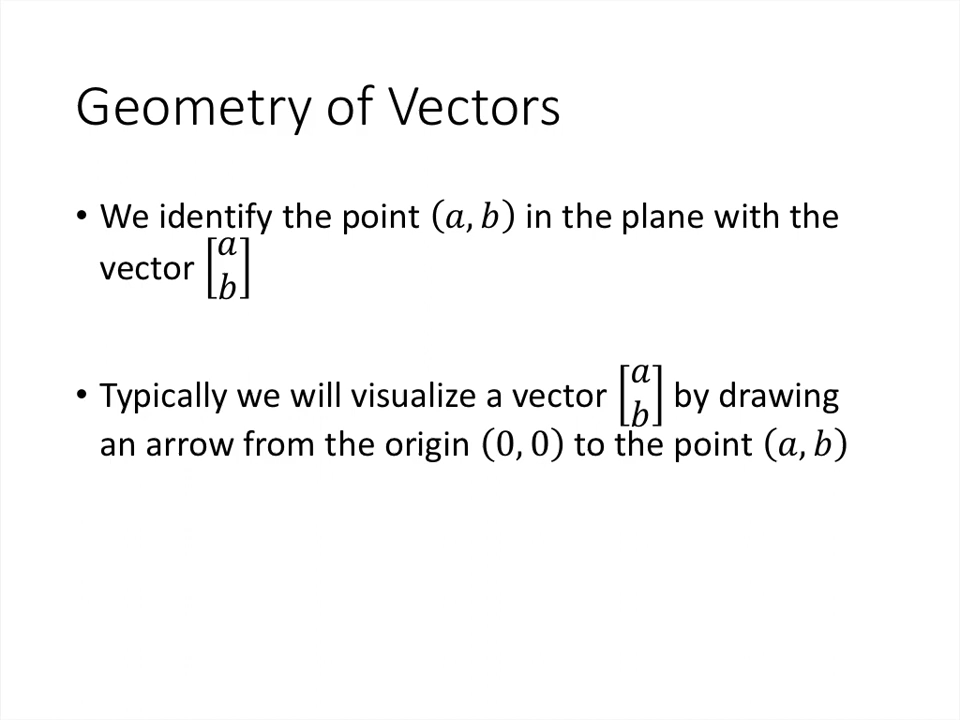 Geometry of Vectors
• We identify the point (a, b) in the plane with the
vector [a b]
• Typically we will visualize a vector [a b] by drawing
an arrow from the origin (0, 0) to the point (a, b)